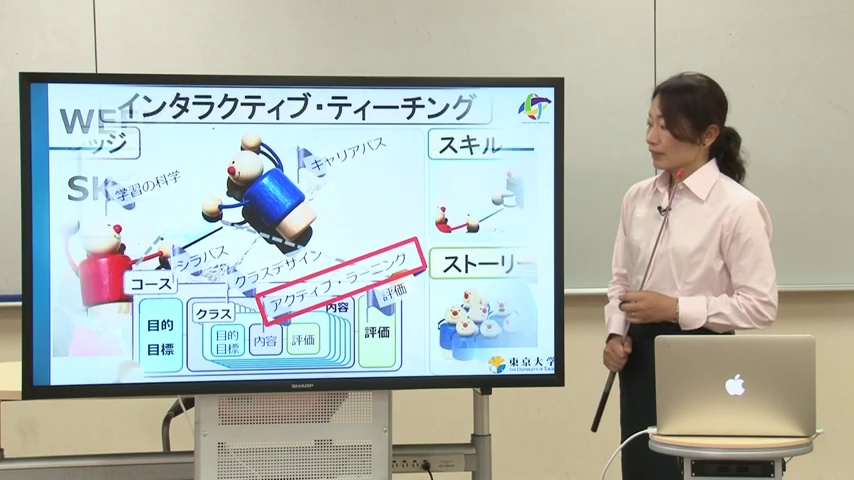 インタラクティブ・ティーチング
WE
ッジ
SK
学習の科学
キャリアパス
スキル
シラバス
クラスデザイン
アクティブ・ラーニング
評価
ストーリー
コース
目的
目標
クラス
内容
目的
目標
内容
評価
評価
東京大学
SHARP